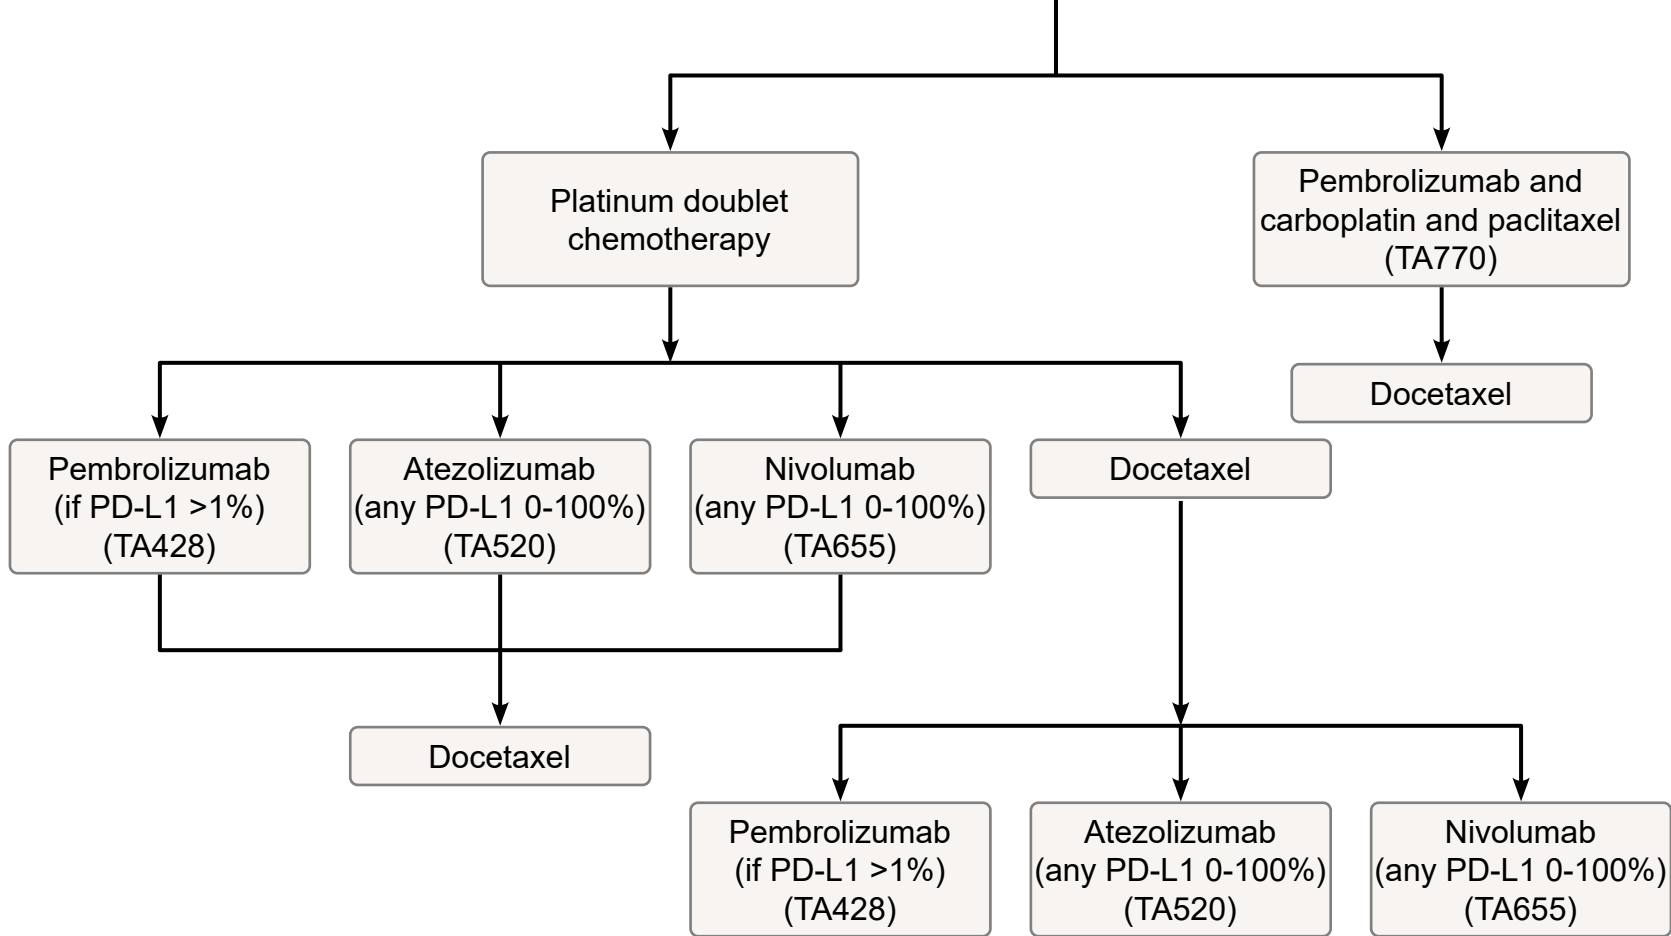 Platinum doublet
chemotherapy
Pembrolizumab and
carboplatin and paclitaxel
(TA770)
Docetaxel
Pembrolizumab
(if PD-L1 >1%)
(TA428)
Atezolizumab
(any PD-L1 0-100%)
(TA520)
Nivolumab
(any PD-L1 0-100%)
(TA655)
Docetaxel
Docetaxel
Pembrolizumab
(if PD-L1 >1%)
(TA428)
Atezolizumab
(any PD-L1 0-100%)
(TA520)
Nivolumab
(any PD-L1 0-100%)
(TA655)